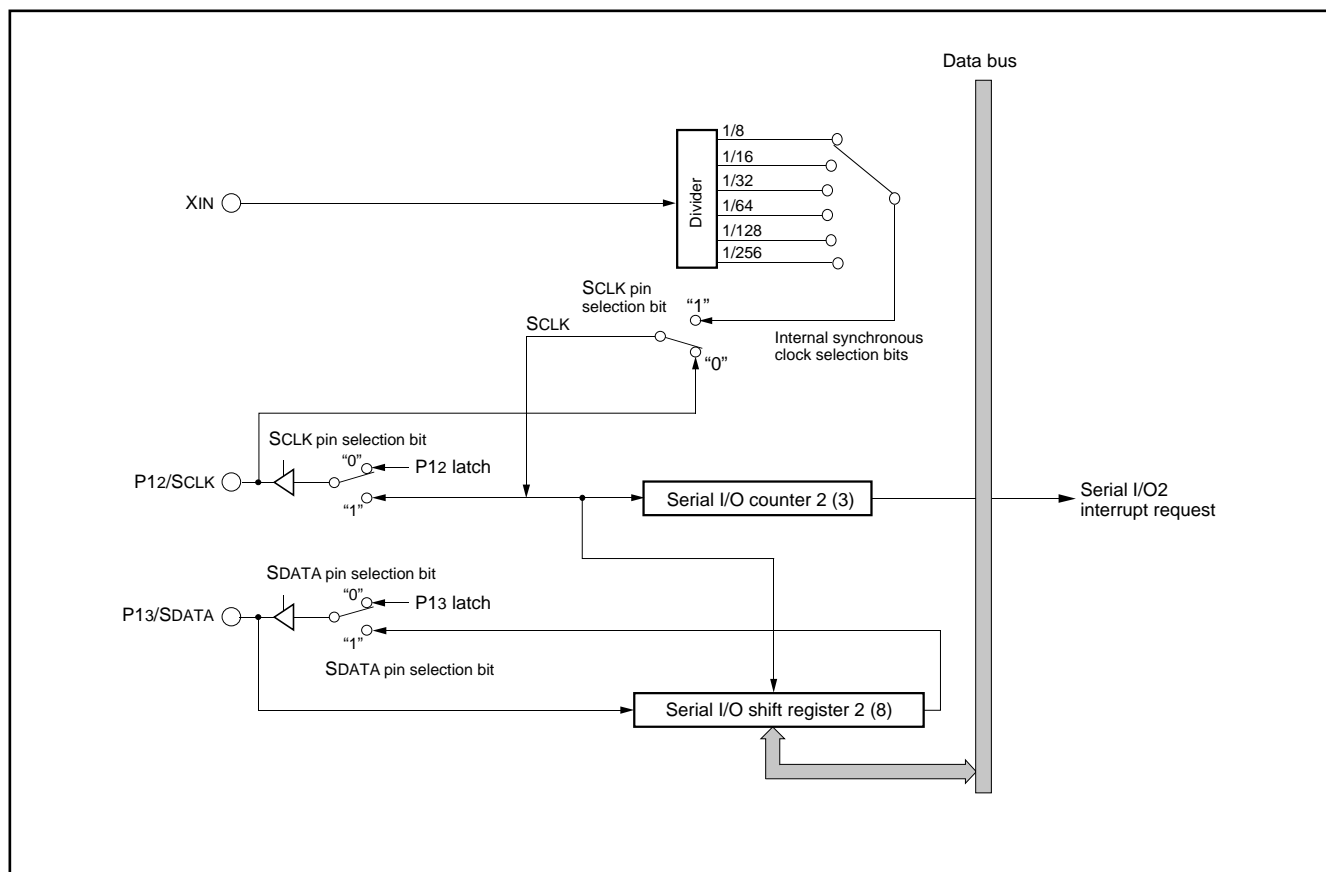 Data bus
XIN
Divider
1/8
1/16
1/32
1/64
1/128
1/256
SCLK pin
selection bit
“1”
SCLK
“0”
Internal synchronous
clock selection bits
SCLK pin selection bit
P12/SCLK
“0”
P12 latch
“1”
Serial I/O counter 2 (3)
Serial I/O2
interrupt request
SDATA pin selection bit
P13/SDATA
“0”
P13 latch
“1”
SDATA pin selection bit
Serial I/O shift register 2 (8)